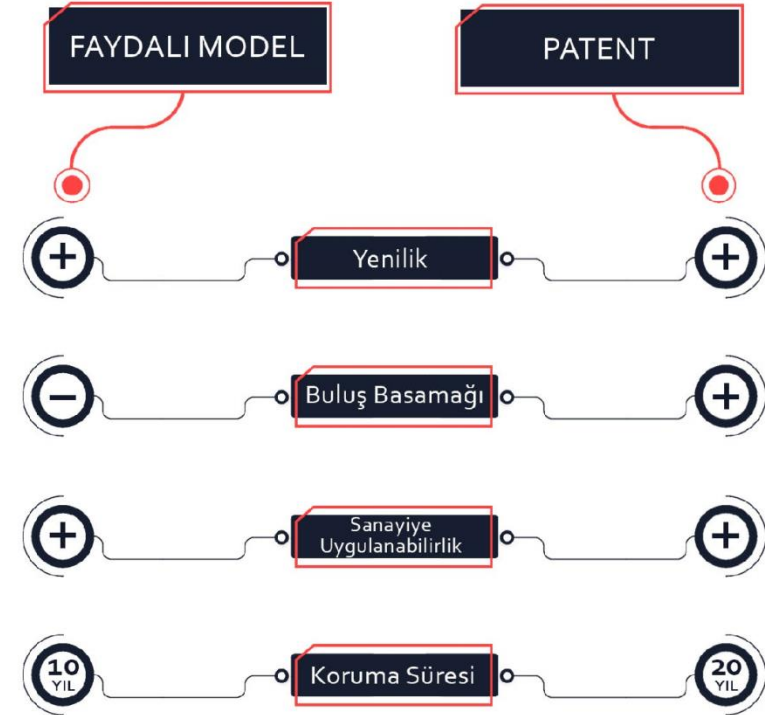 FAYDALI MODEL
PATENT
+ Yenilik +
− Buluş Basamağı +
+ Sanayiye
Uygulanabilirlik +
10
YIL
Koruma Süresi
20
YIL